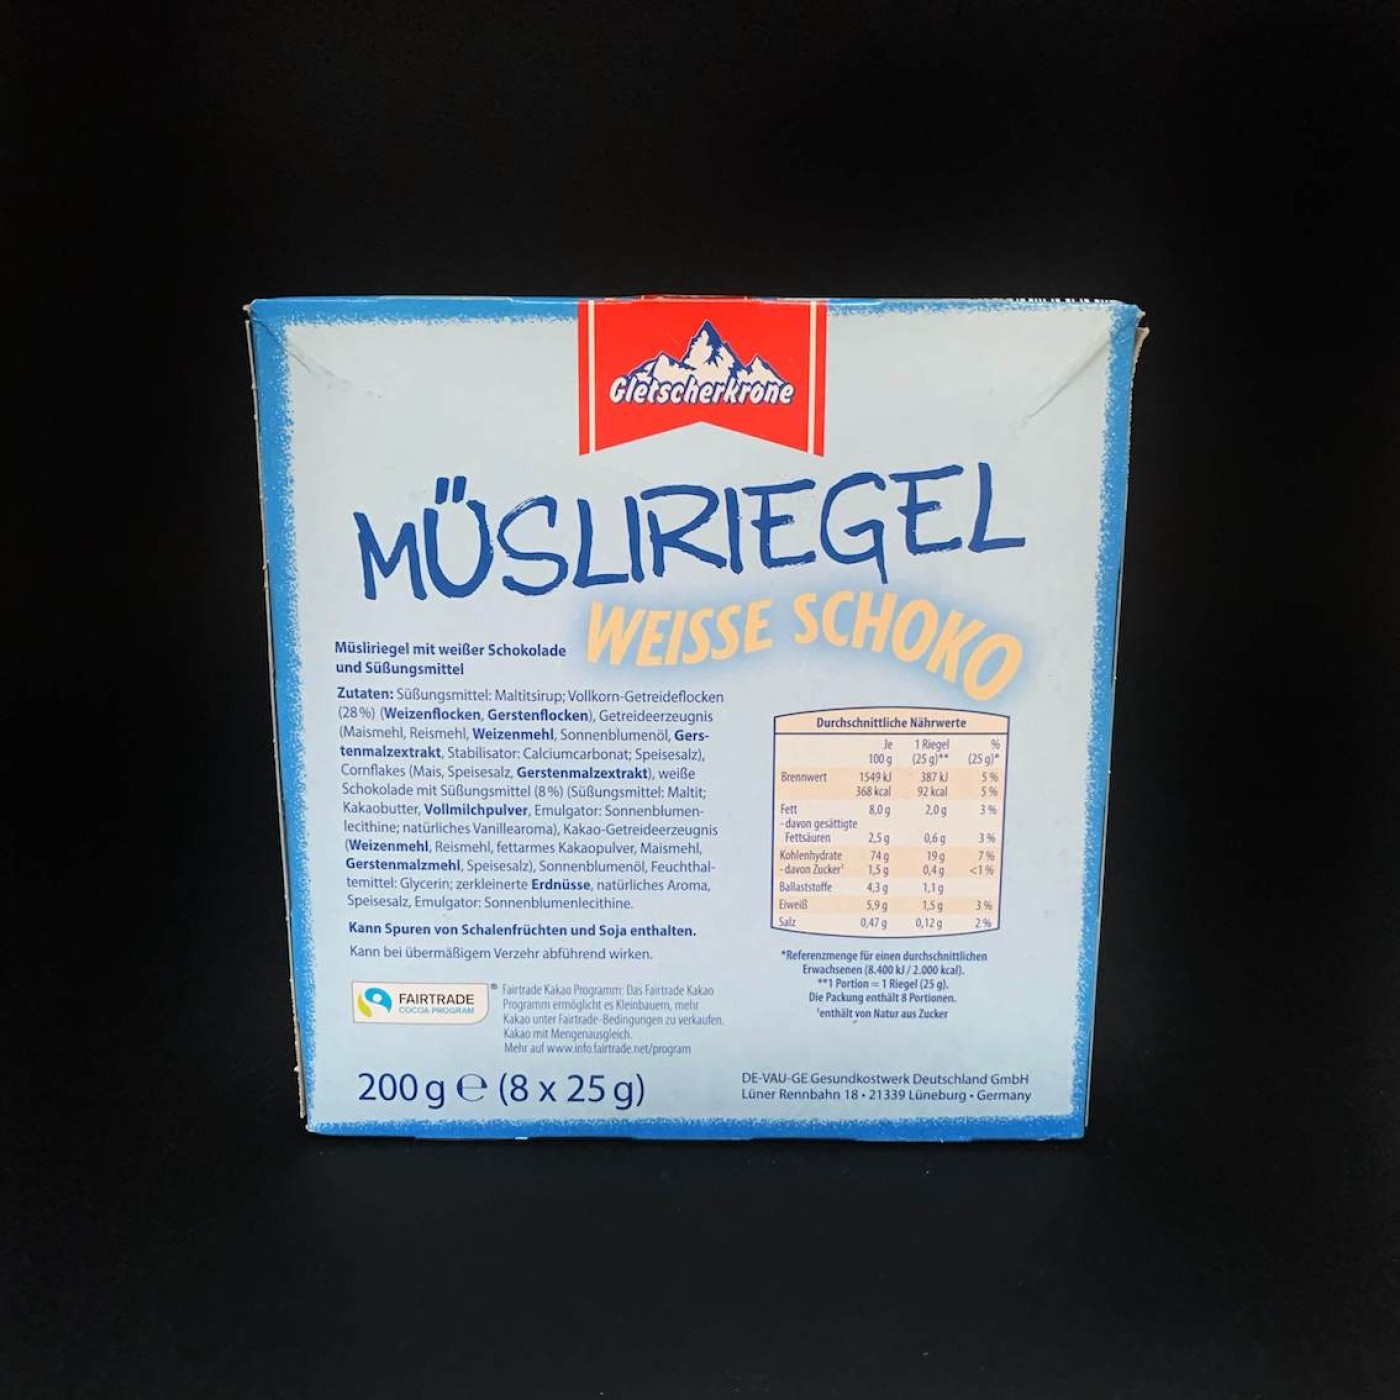 Gletscherkrone
MÜSLIRIEGEL
WEISSE SCHOKO
Müsliriegel mit weißer Schokolade
und Süßungsmittel
Zutaten: Süßungsmittel: Maltitsirup; Vollkorn-Getreideflocken
(28%) (Weizenflocken, Gerstenflocken), Getreideerzeugnis
(Maismehl, Reismehl, Weizenmehl, Sonnenblumenöl, Gers-
tenmalzextrakt, Stabilisator: Calciumcarbonat; Speisesalz),
Cornflakes (Mais, Speisesalz, Gerstenmalzextrakt), weiße
Schokolade mit Süßungsmittel (8%) (Süßungsmittel: Maltit;
Kakaobutter, Vollmilchpulver, Emulgator: Sonnenblumen-
lecithine; natürliches Vanillearoma), Kakao-Getreideerzeugnis
(Weizenmehl, Reismehl, fettarmes Kakaopulver, Maismehl,
Gerstenmalzmehl, Speisesalz), Sonnenblumenöl, Feuchthal-
temittel: Glycerin; zerkleinerte Erdnüsse, natürliches Aroma,
Speisesalz, Emulgator: Sonnenblumenlecithine.
Kann Spuren von Schalenfrüchten und Soja enthalten.
Kann bei übermäßigem Verzehr abführend wirken.
FAIRTRADE
COCOA PROGRAM
®
Fairtrade Kakao Programm: Das Fairtrade Kakao
Programm ermöglicht es Kleinbauern, mehr
Kakao unter Fairtrade-Bedingungen zu verkaufen.
Kakao mit Mengenausgleich.
Mehr auf www.info.fairtrade.net/program
200 g ℮ (8 x 25 g)
Durchschnittliche Nährwerte
Je 1 Riegel %
100 g (25 g)** (25 g)*
Brennwert 1549 kJ 387 kJ 5 %
368 kcal 92 kcal 5 %
Fett 8,0 g 2,0 g 3 %
- davon gesättigte
Fettsäuren 2,5 g 0,6 g 3 %
Kohlenhydrate 74 g 19 g 7 %
- davon Zucker¹ 1,5 g 0,4 g <1 %
Ballaststoffe 4,3 g 1,1 g
Eiweiß 5,9 g 1,5 g 3 %
Salz 0,47 g 0,12 g 2 %
*Referenzmenge für einen durchschnittlichen
Erwachsenen (8.400 kJ / 2.000 kcal).
**1 Portion = 1 Riegel (25 g).
Die Packung enthält 8 Portionen.
¹enthält von Natur aus Zucker
DE-VAU-GE Gesundkostwerk Deutschland GmbH
Lüner Rennbahn 18 • 21339 Lüneburg • Germany